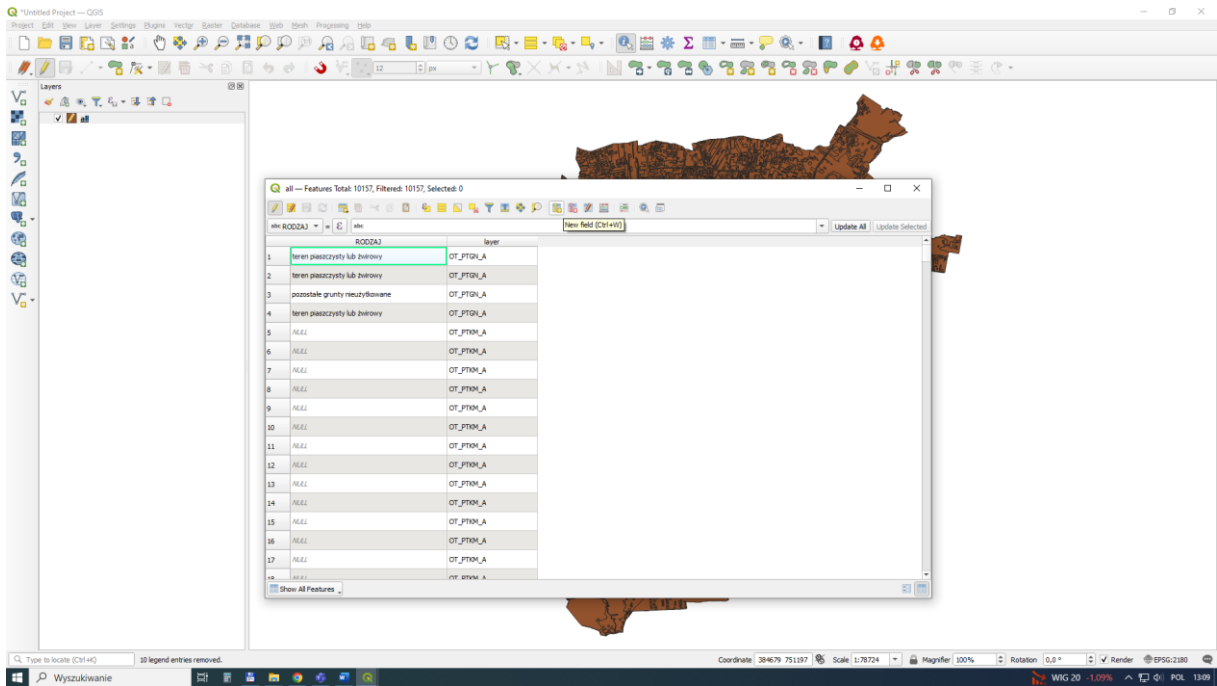 *Untitled Project — QGIS
Project Edit View Layer Settings Plugins Vector Raster Database Web Mesh Processing Help
12 px
Layers
all
all — Features Total: 10157, Filtered: 10157, Selected: 0
abc RODZAJ = ε abc Update All Update Selected
New field (Ctrl+W)
RODZAJ layer
1 teren piaszczysty lub żwirowy OT_PTGN_A
2 teren piaszczysty lub żwirowy OT_PTGN_A
3 pozostałe grunty nieużytkowane OT_PTGN_A
4 teren piaszczysty lub żwirowy OT_PTGN_A
5 NULL OT_PTKM_A
6 NULL OT_PTKM_A
7 NULL OT_PTKM_A
8 NULL OT_PTKM_A
9 NULL OT_PTKM_A
10 NULL OT_PTKM_A
11 NULL OT_PTKM_A
12 NULL OT_PTKM_A
13 NULL OT_PTKM_A
14 NULL OT_PTKM_A
15 NULL OT_PTKM_A
16 NULL OT_PTKM_A
17 NULL OT_PTKM_A
18 NULL OT_PTKM_A
Show All Features
Type to locate (Ctrl+K) 10 legend entries removed. Coordinate 384679 751197 Scale 1:78724 Magnifier 100% Rotation 0,0 ° Render EPSG:2180
Wyszukiwanie WIG 20 -1,09% POL 13:09